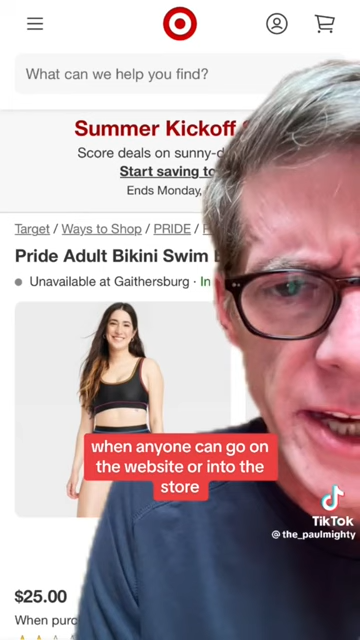 What can we help you find?
Summer Kickoff
Score deals on sunny-d
Start saving to
Ends Monday,
Target / Ways to Shop / PRIDE /
Pride Adult Bikini Swim
Unavailable at Gaithersburg · In
when anyone can go on
the website or into the
store
TikTok
@the_paulmighty
$25.00
When purc